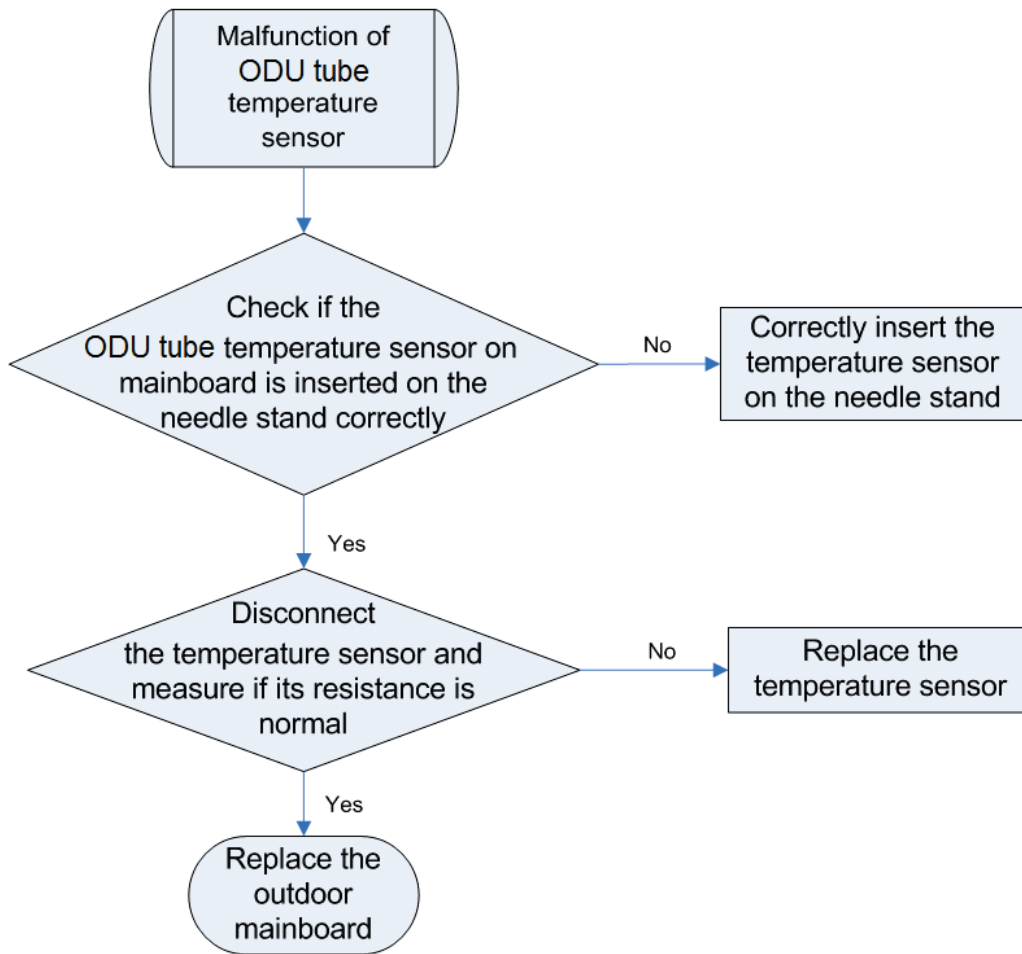 Malfunction of
ODU tube
temperature
sensor
Check if the
ODU tube temperature sensor on
mainboard is inserted on the
needle stand correctly
No
Correctly insert the
temperature sensor
on the needle stand
Yes
Disconnect
the temperature sensor and
measure if its resistance is
normal
No
Replace the
temperature sensor
Yes
Replace the
outdoor
mainboard